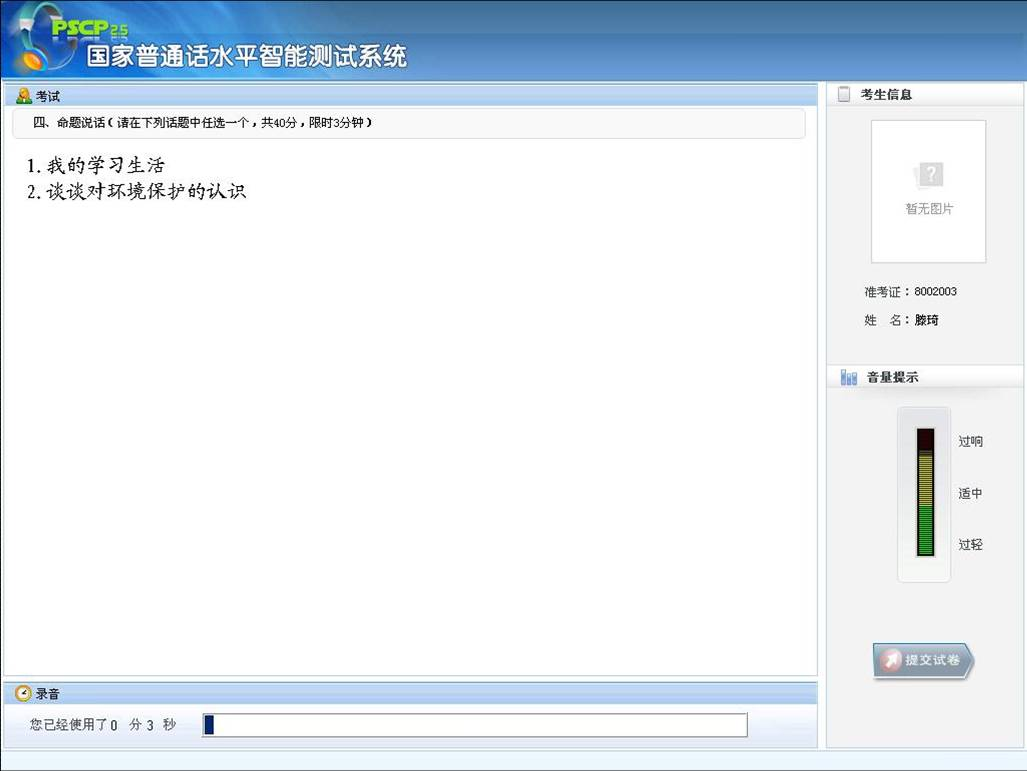 PSCP 2.5
国家普通话水平智能测试系统
考试
四、命题说话(请在下列话题中任选一个，共40分，限时3分钟)
1.我的学习生活
2.谈谈对环境保护的认识
录音
您已经使用了0 分 3 秒
考生信息
?
暂无图片
准考证：8002003
姓 名：滕琦
音量提示
过响
适中
过轻
提交试卷